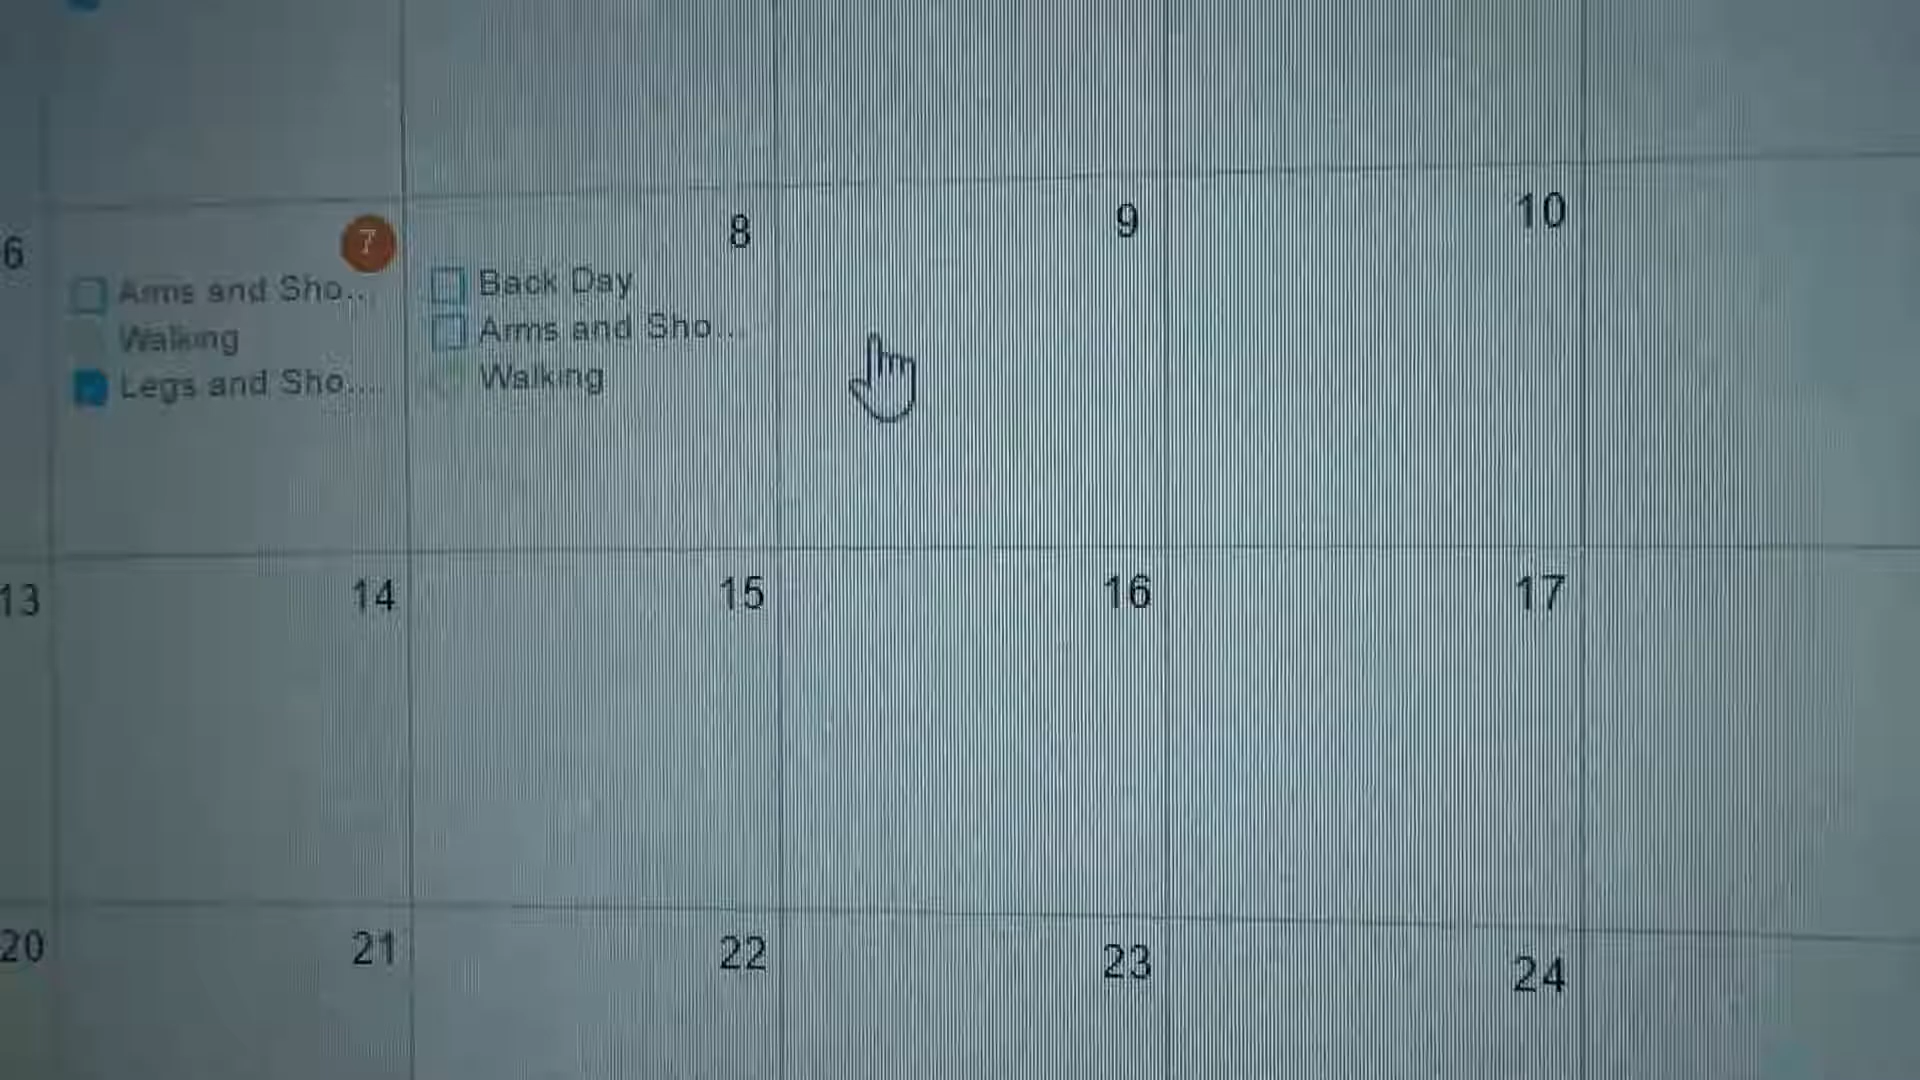 6
7
8
9
10
Arms and Sho...
Walking
Legs and Sho....
Back Day
Arms and Sho...
Walking
13
14
15
16
17
20
21
22
23
24